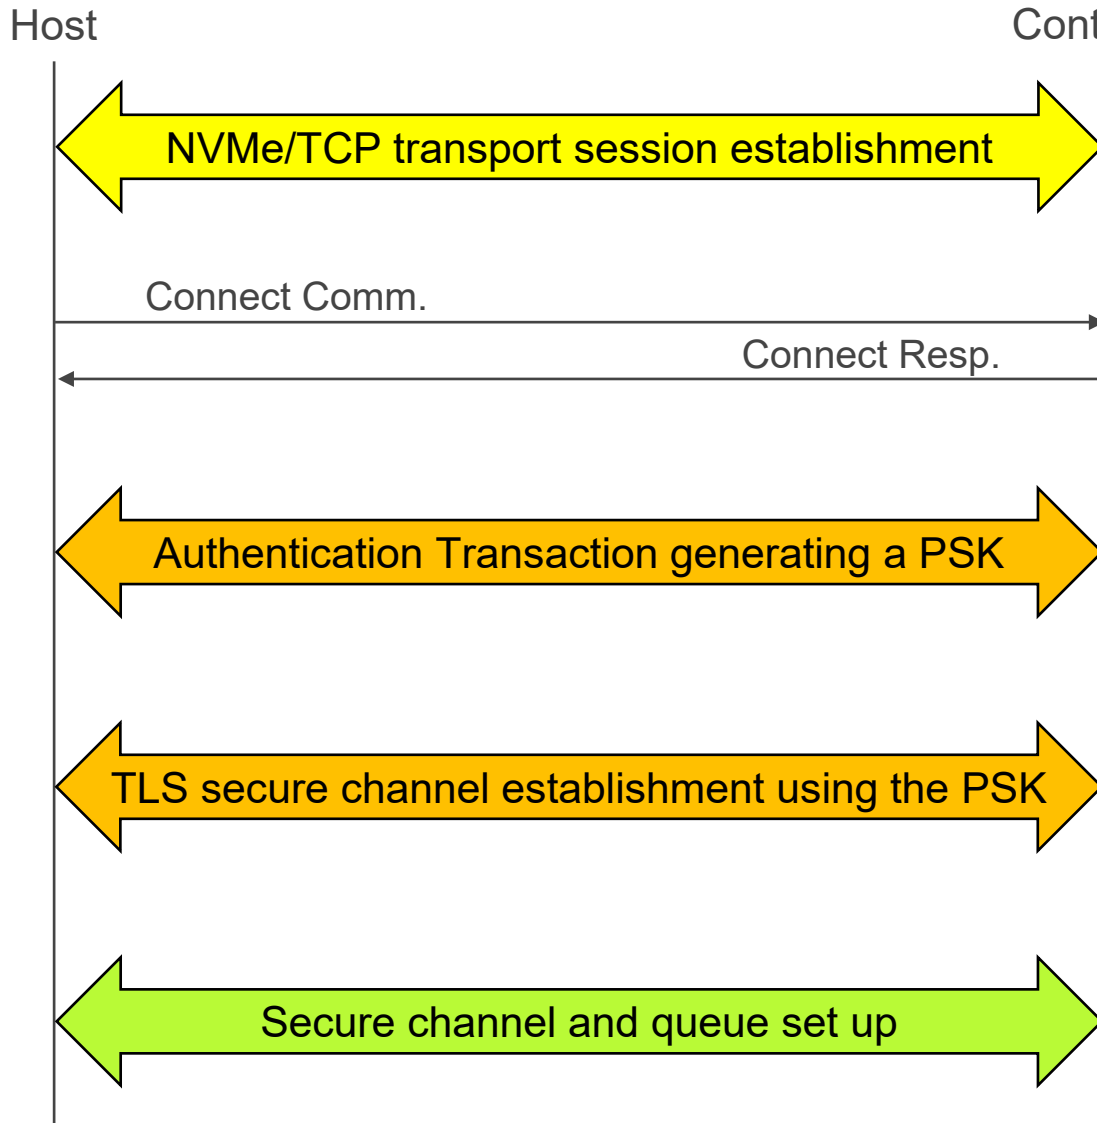 Host
Cont
NVMe/TCP transport session establishment
Connect Comm.
Connect Resp.
Authentication Transaction generating a PSK
TLS secure channel establishment using the PSK
Secure channel and queue set up